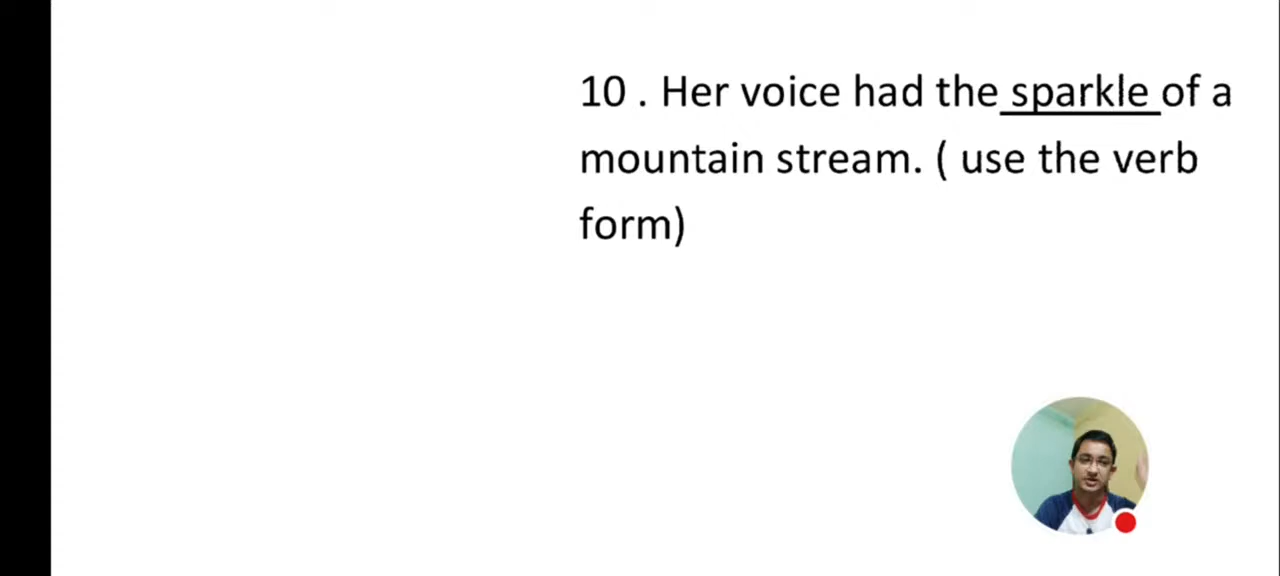 10 . Her voice had the sparkle of a
mountain stream. ( use the verb
form)